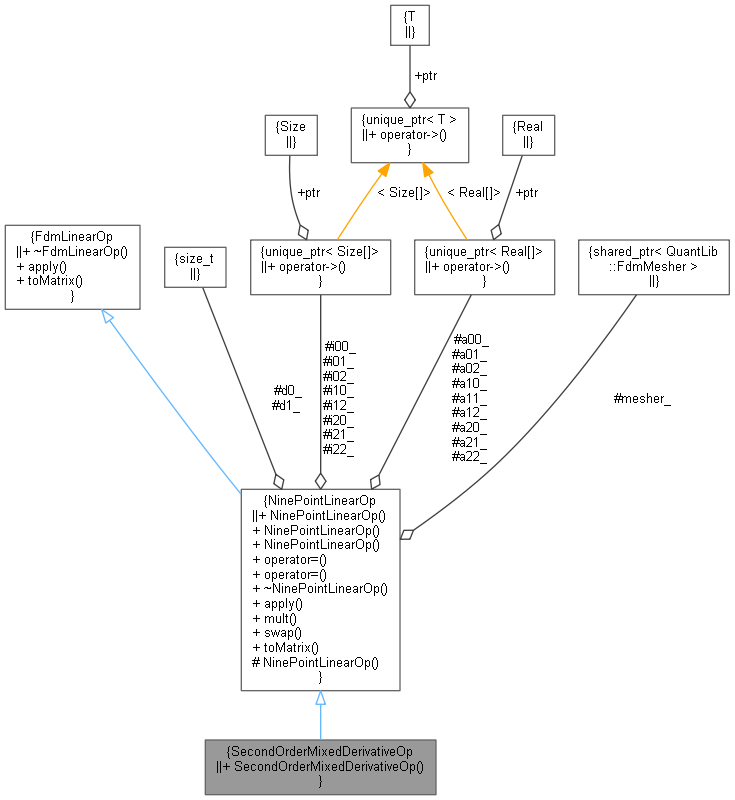 {T
||}
+ptr
{Size
||}
{unique_ptr< T >
||+ operator->()
}
{Real
||}
+ptr
< Size[]>
< Real[]>
+ptr
{FdmLinearOp
||+ ~FdmLinearOp()
+ apply()
+ toMatrix()
}
{size_t
||}
{unique_ptr< Size[]>
||+ operator->()
}
{unique_ptr< Real[]>
||+ operator->()
}
{shared_ptr< QuantLib
::FdmMesher >
||}
#d0_
#d1_
#i00_
#i01_
#i02_
#i10_
#i12_
#i20_
#i21_
#i22_
#a00_
#a01_
#a02_
#a10_
#a11_
#a12_
#a20_
#a21_
#a22_
#mesher_
{NinePointLinearOp
||+ NinePointLinearOp()
+ NinePointLinearOp()
+ NinePointLinearOp()
+ operator=()
+ operator=()
+ ~NinePointLinearOp()
+ apply()
+ mult()
+ swap()
+ toMatrix()
# NinePointLinearOp()
}
{SecondOrderMixedDerivativeOp
||+ SecondOrderMixedDerivativeOp()
}